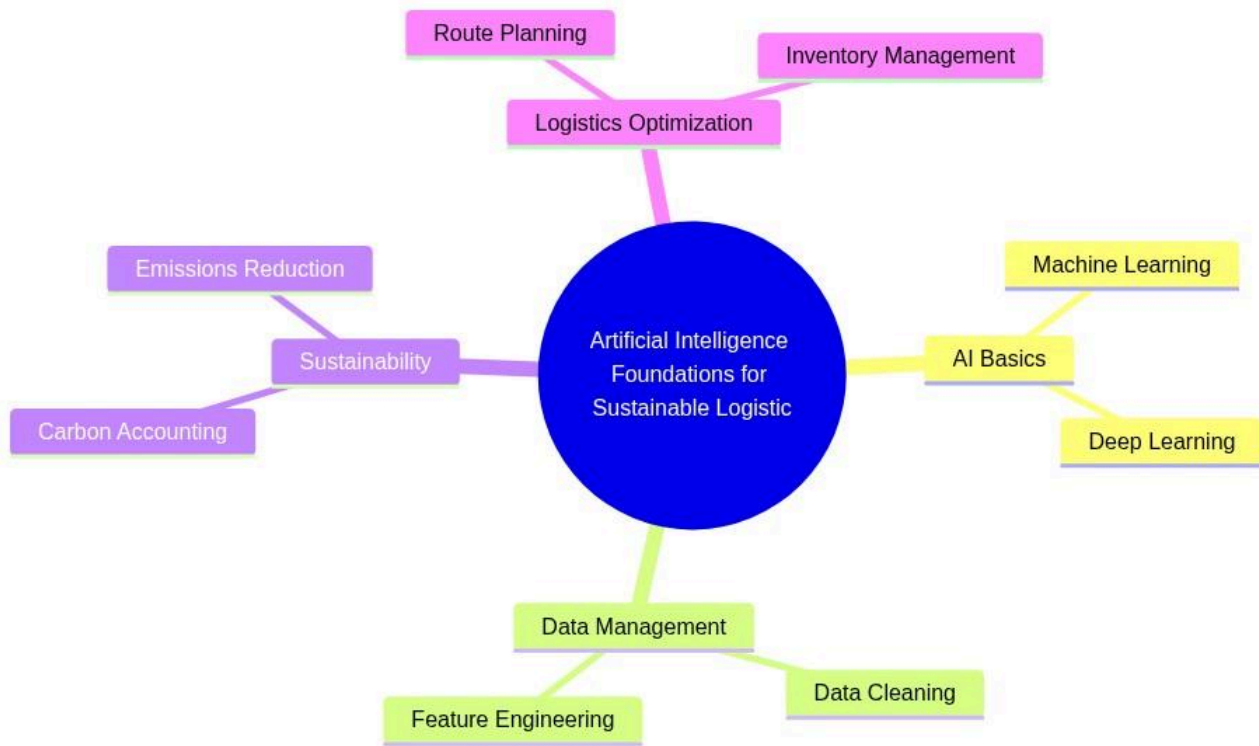 Route Planning
Inventory Management
Logistics Optimization
Emissions Reduction
Machine Learning
Artificial Intelligence
Foundations for
Sustainable Logistic
Sustainability
AI Basics
Carbon Accounting
Deep Learning
Data Management
Data Cleaning
Feature Engineering